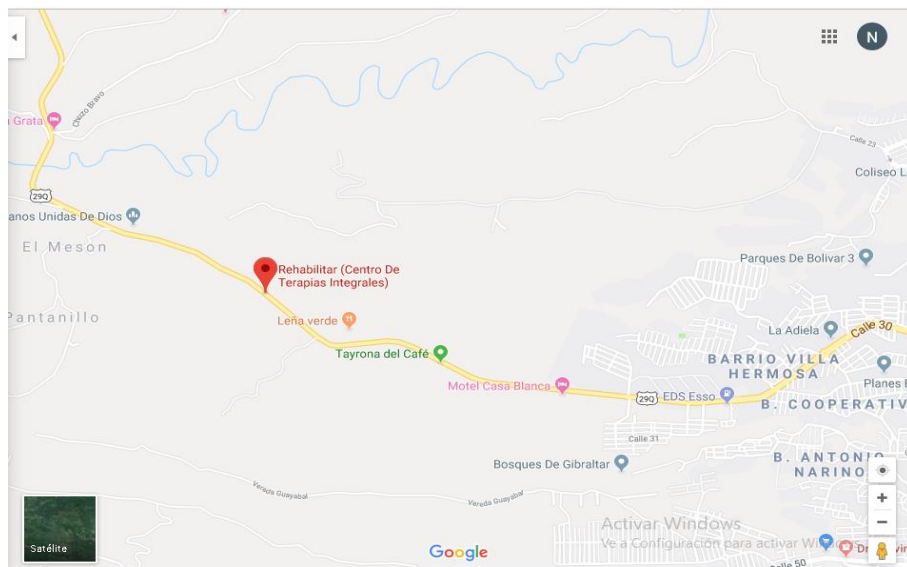 N
Chaizo Bravo
Grata
Calle 23
Coliseo L
29Q
anos Unidas De Dios
El Meson
Parques De Bolivar 3
Rehabilitar (Centro De
Terapias Integrales)
Pantanillo
Leña verde
La Adiela
Calle 30
Tayrona del Café
BARRIO VILLA
HERMOSA
Motel Casa Blanca
Planes
29Q
EDS Esso
B. COOPERATIV
Calle 31
Bosques De Gibraltar
B. ANTONIO
NARINO
Vereda Guayabal
Vereda Guayabal
Satélite
Google
Activar Windows
Ve a Configuración para activar Windows
Calle 50